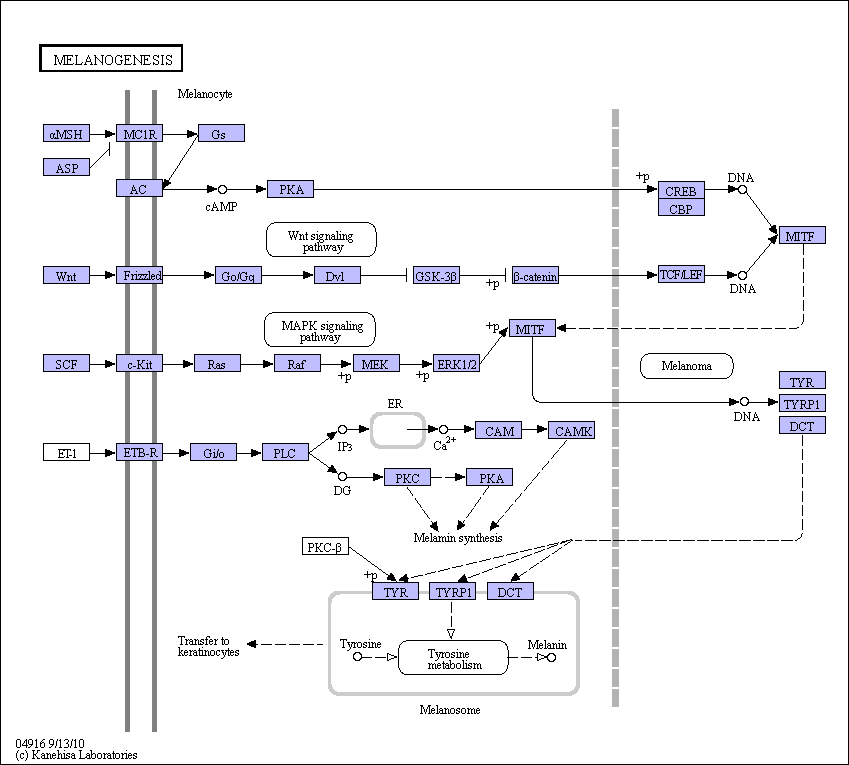 MELANOGENESIS
Melanocyte
αMSH
MC1R
Gs
ASP
AC
cAMP
PKA
+p
CREB
CBP
DNA
MITF
Wnt signaling
pathway
Wnt
Frizzled
Go/Gq
Dvl
GSK-3β
+p
β-catenin
TCF/LEF
DNA
MAPK signaling
pathway
+p
MITF
SCF
c-Kit
Ras
Raf
+p
MEK
+p
ERK1/2
Melanoma
TYR
DNA
TYRP1
DCT
ER
ET-1
ETB-R
Gi/o
PLC
IP3
Ca2+
CAM
CAMK
DG
PKC
PKA
Melamin synthesis
PKC-β
+p
TYR
TYRP1
DCT
Transfer to
keratinocytes
Tyrosine
Tyrosine
metabolism
Melanin
Melanosome
04916 9/13/10
(c) Kanehisa Laboratories